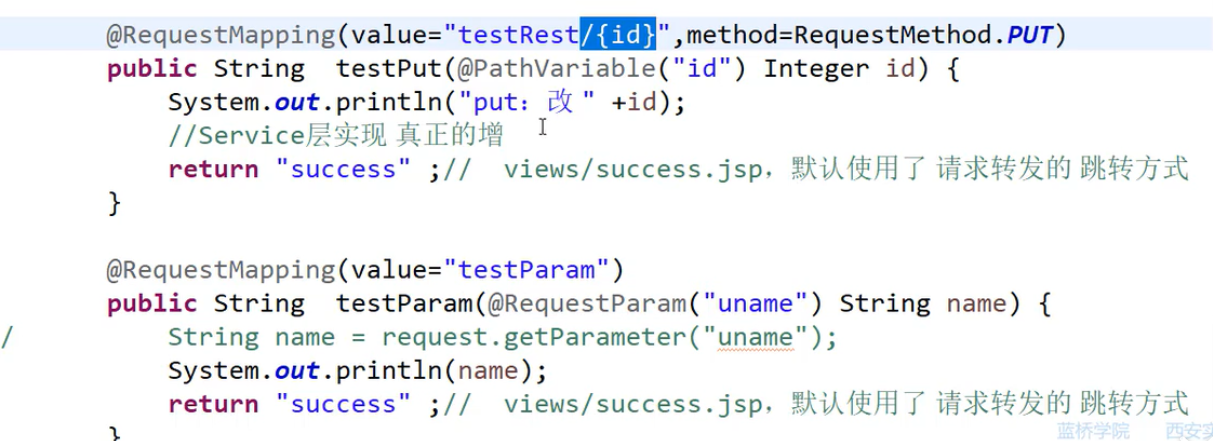 @RequestMapping(value="testRest/{id}",method=RequestMethod.PUT)
public String  testPut(@PathVariable("id") Integer id) {
System.out.println("put：改 " +id);
//Service层实现 真正的增
return "success" ;//  views/success.jsp，默认使用了 请求转发的 跳转方式
}
@RequestMapping(value="testParam")
public String  testParam(@RequestParam("uname") String name) {
/ String name = request.getParameter("uname");
System.out.println(name);
return "success" ;//  views/success.jsp，默认使用了 请求转发的 跳转方式
}
蓝桥学院 西安实